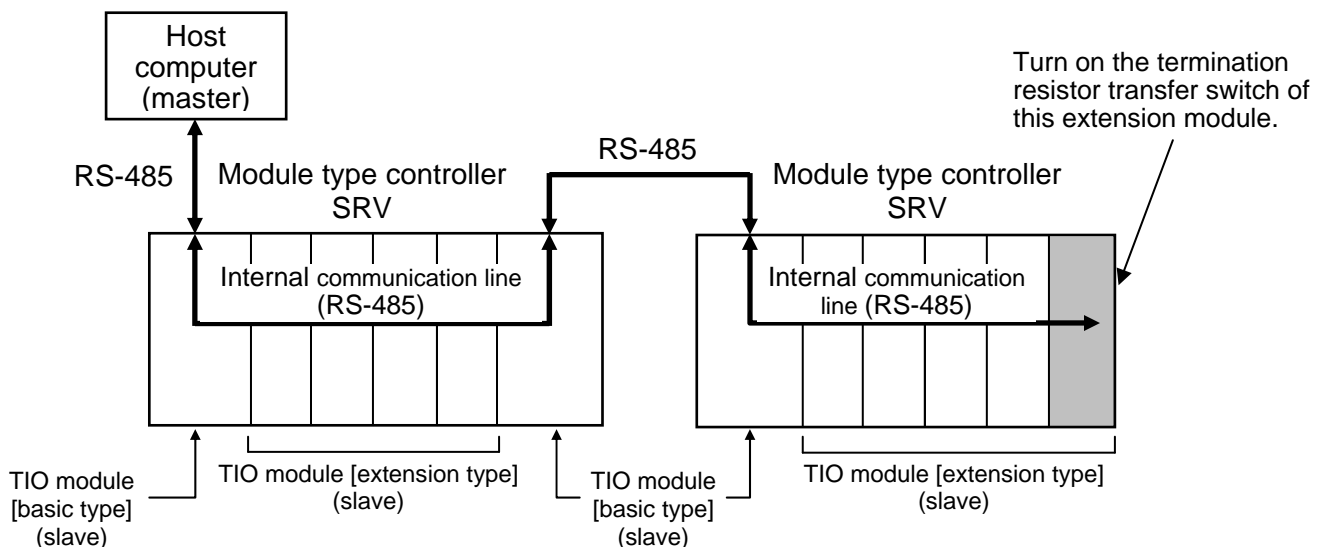 Host
computer
(master)
RS-485
Module type controller
SRV
RS-485
Module type controller
SRV
Turn on the termination
resistor transfer switch of
this extension module.
Internal communication line
(RS-485)
Internal communication
line (RS-485)
TIO module
[basic type]
(slave)
TIO module [extension type]
(slave)
TIO module
[basic type]
(slave)
TIO module [extension type]
(slave)